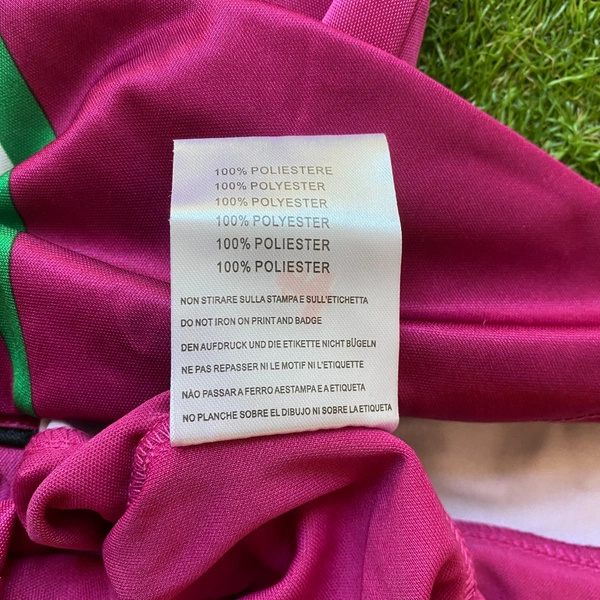 100% POLIESTERE
100% POLYESTER
100% POLYESTER
100% POLYESTER
100% POLIESTER
100% POLIESTER
NON STIRARE SULLA STAMPA E SULL'ETICHETTA
DO NOT IRON ON PRINT AND BADGE
DEN AUFDRUCK UND DIE ETIKETTE NICHT BÜGELN
NE PAS REPASSER NI LE MOTIF NI L'ETIQUETTE
NÀO PASSAR A FERRO AESTAMPA E A ETIQUETA
NO PLANCHE SOBRE EL DIBUJO NI SOBRE LA ETIQUETA